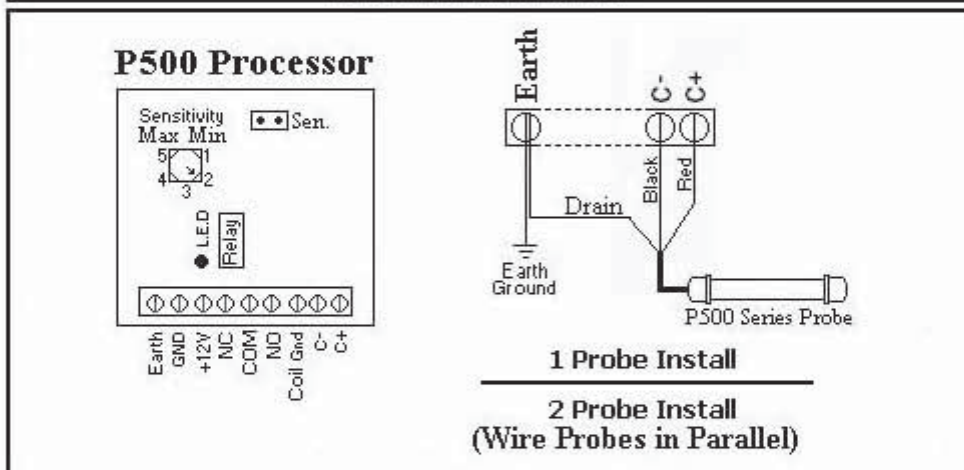 P500 Processor
Sensitivity
Max Min
Sen.
5 1
4 2
3
L.E.D
Relay
Earth
GND
+12V
NC
COM
NO
Coil Gnd
C-
C+
Earth
C-
C+
Black
Red
Drain
Earth
Ground
P500 Series Probe
1 Probe Install
2 Probe Install
(Wire Probes in Parallel)